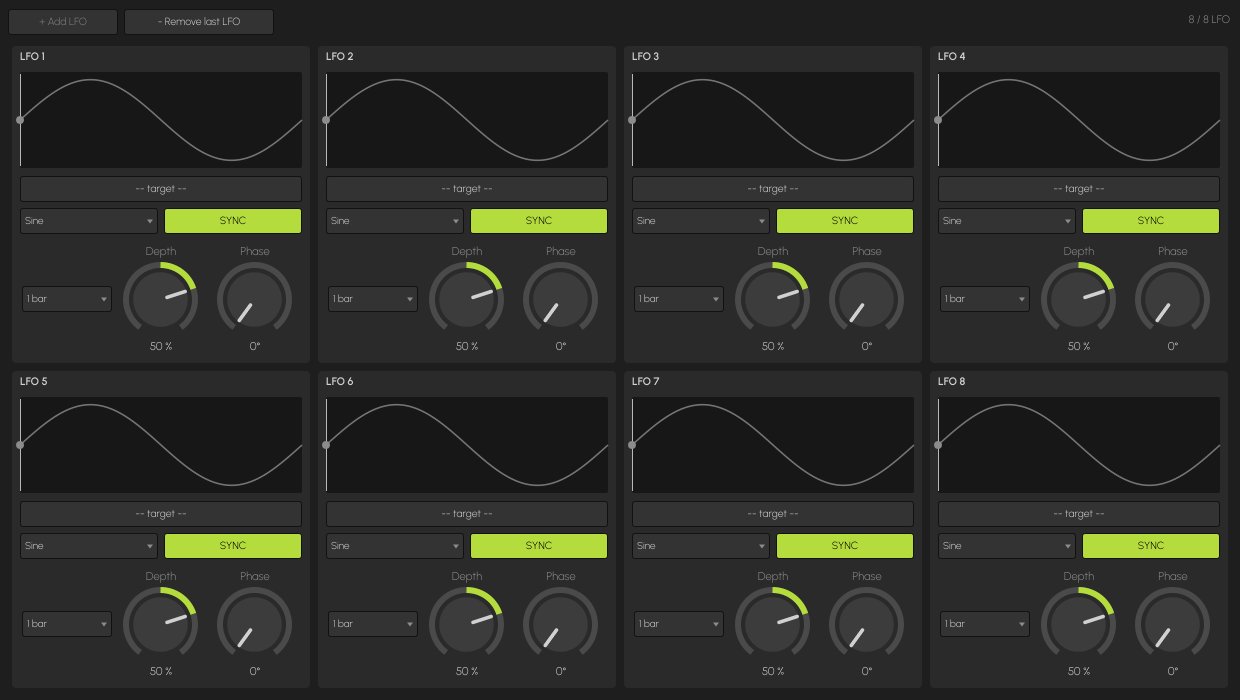 + Add LFO - Remove last LFO 8 / 8 LFO
LFO 1 LFO 2 LFO 3 LFO 4
-- target -- -- target -- -- target -- -- target --
Sine SYNC Sine SYNC Sine SYNC Sine SYNC
Depth Phase Depth Phase Depth Phase Depth Phase
1 bar 1 bar 1 bar 1 bar
50 % 0° 50 % 0° 50 % 0° 50 % 0°
LFO 5 LFO 6 LFO 7 LFO 8
-- target -- -- target -- -- target -- -- target --
Sine SYNC Sine SYNC Sine SYNC Sine SYNC
Depth Phase Depth Phase Depth Phase Depth Phase
1 bar 1 bar 1 bar 1 bar
50 % 0° 50 % 0° 50 % 0° 50 % 0°